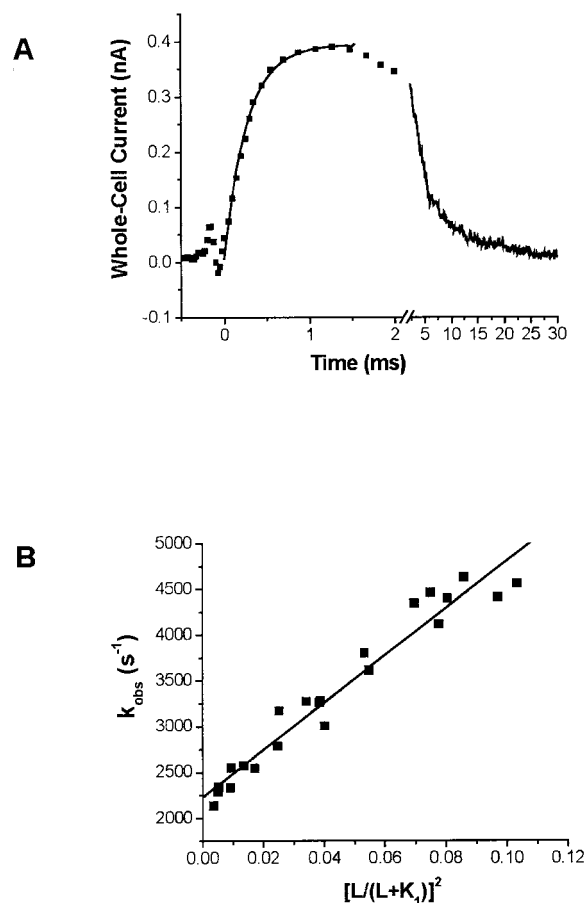 A
Whole-Cell Current (nA)
0.4
0.3
0.2
0.1
0.0
-0.1
0 1 2 5 10 15 20 25 30
Time (ms)
B
k_obs (s^-1)
5000
4500
4000
3500
3000
2500
2000
0.00 0.02 0.04 0.06 0.08 0.10 0.12
[L/(L+K_1)]^2